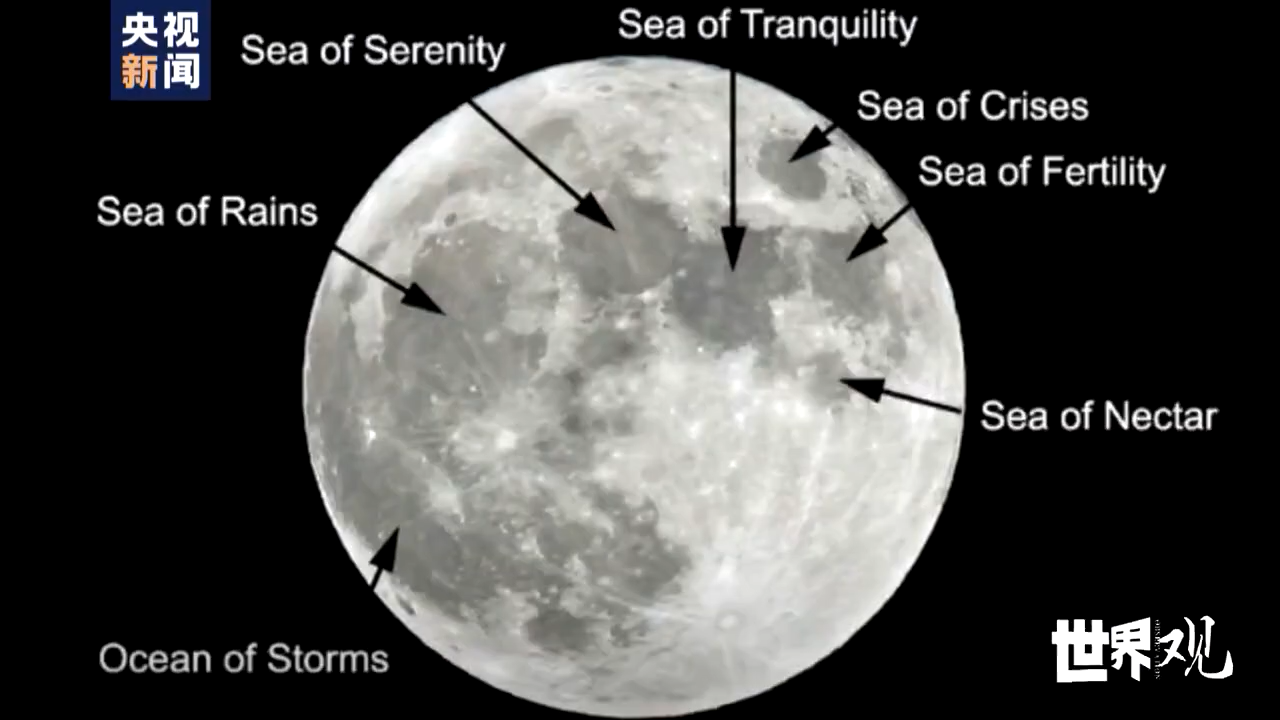 央视
新闻
Sea of Serenity
Sea of Tranquility
Sea of Crises
Sea of Fertility
Sea of Rains
Sea of Nectar
Ocean of Storms
世界观